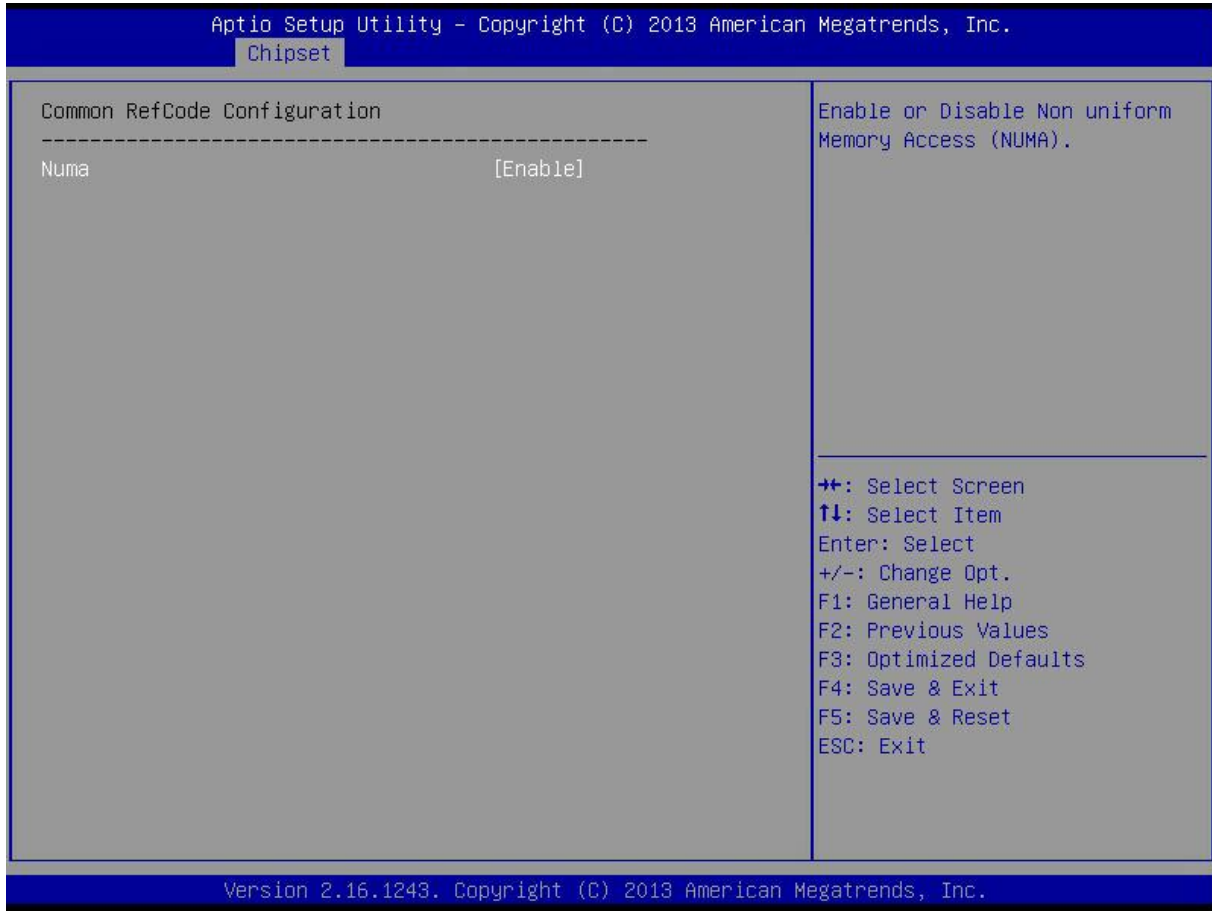 Aptio Setup Utility – Copyright (C) 2013 American Megatrends, Inc.
Chipset
Common RefCode Configuration
--------------------------------------------------
Numa [Enable]
Enable or Disable Non uniform
Memory Access (NUMA).
→←: Select Screen
↑↓: Select Item
Enter: Select
+/-: Change Opt.
F1: General Help
F2: Previous Values
F3: Optimized Defaults
F4: Save & Exit
F5: Save & Reset
ESC: Exit
Version 2.16.1243. Copyright (C) 2013 American Megatrends, Inc.